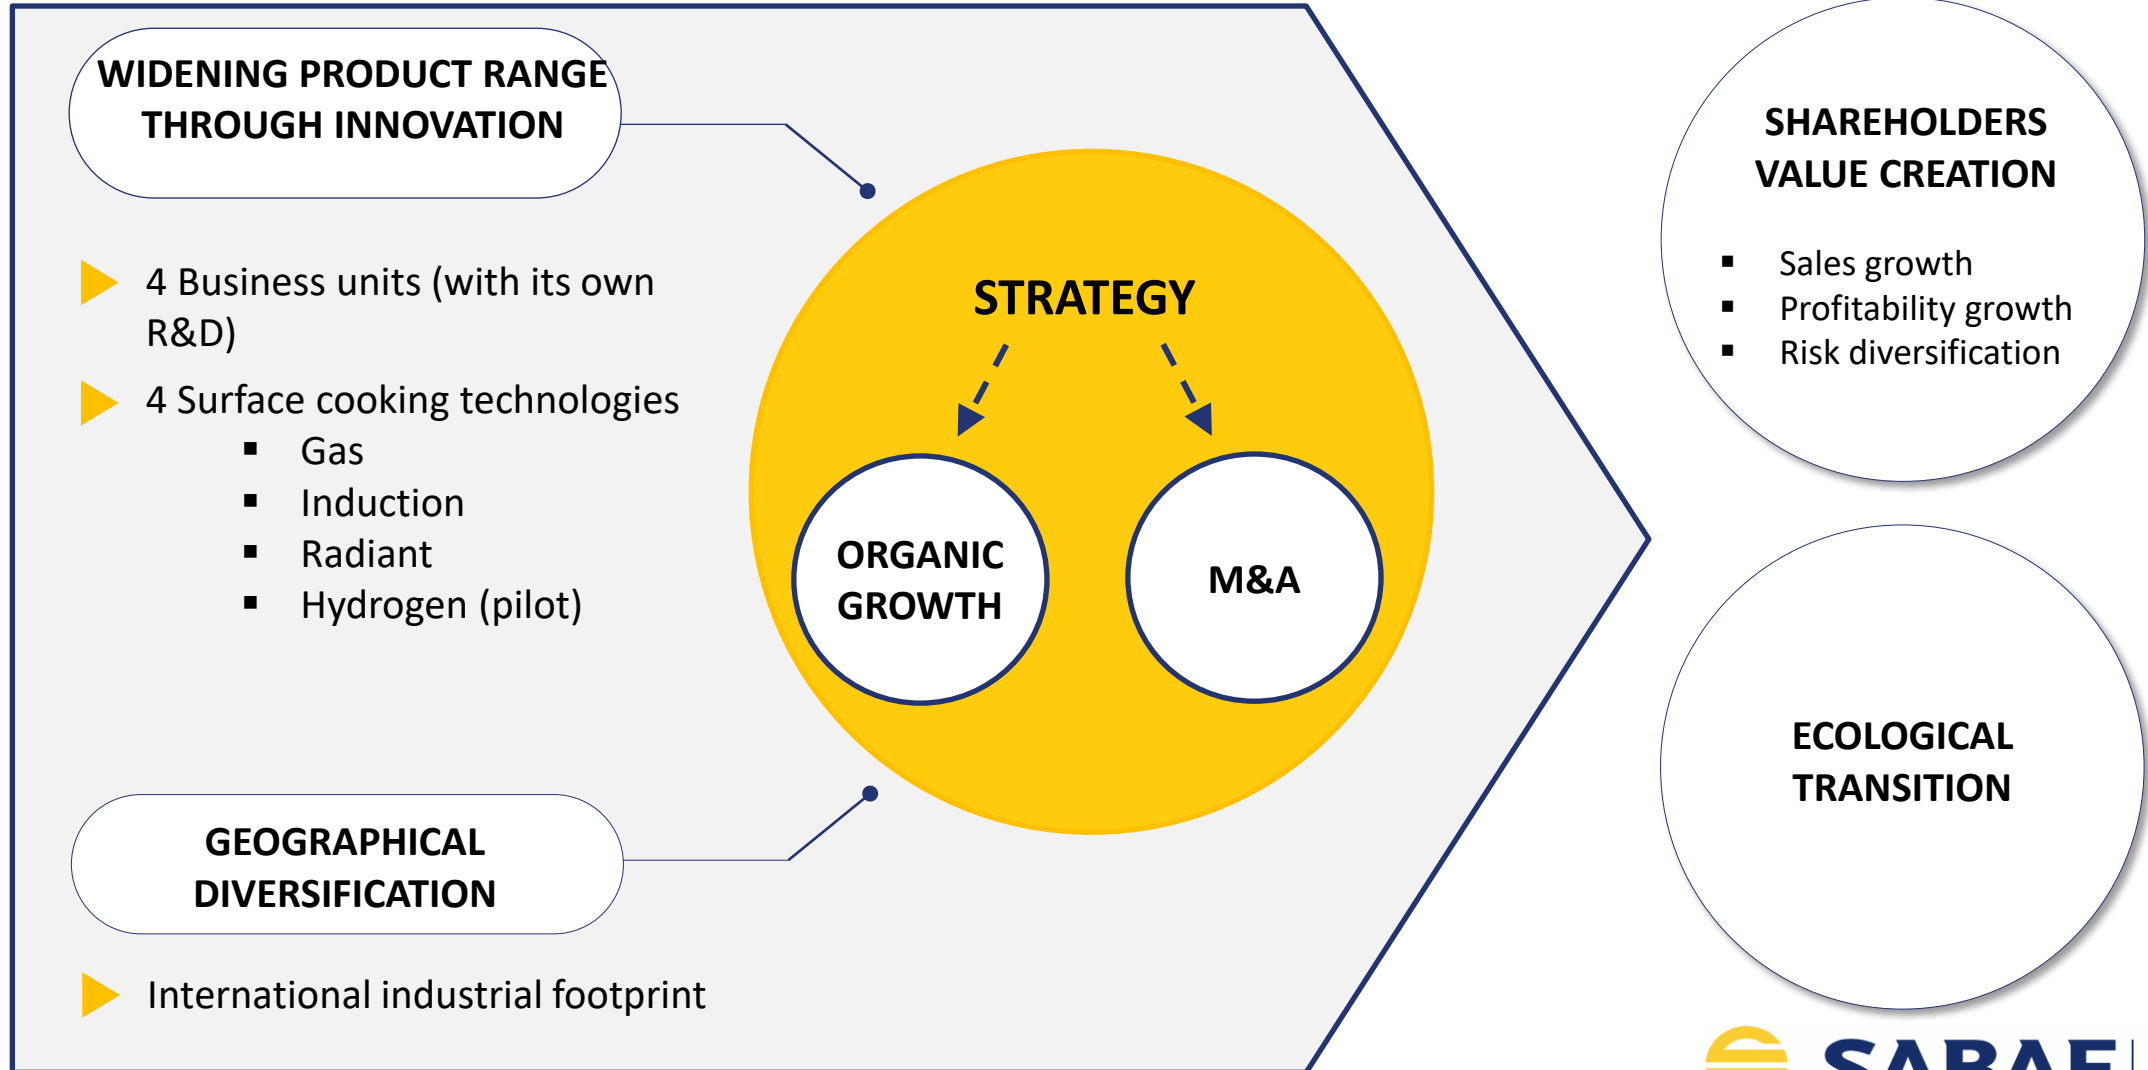 WIDENING PRODUCT RANGE
THROUGH INNOVATION
4 Business units (with its own
R&D)
4 Surface cooking technologies
Gas
Induction
Radiant
Hydrogen (pilot)
GEOGRAPHICAL
DIVERSIFICATION
International industrial footprint
STRATEGY
ORGANIC
GROWTH
M&A
SHAREHOLDERS
VALUE CREATION
Sales growth
Profitability growth
Risk diversification
ECOLOGICAL
TRANSITION
SABAF